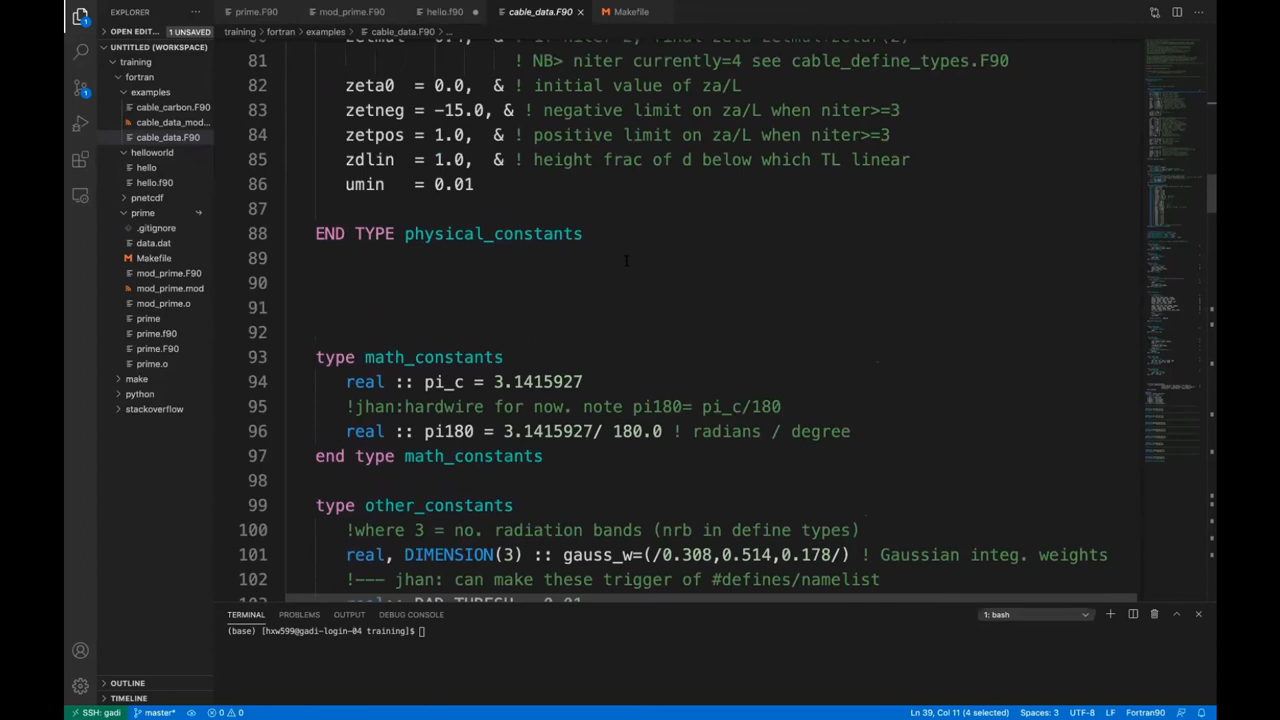 EXPLORER
prime.F90
mod_prime.F90
hello.f90
cable_data.F90
Makefile
OPEN EDIT... 1 UNSAVED
training > fortran > examples > cable_data.F90 > ...
UNTITLED (WORKSPACE)
training
fortran
examples
cable_carbon.F90
cable_data_mod...
cable_data.F90
helloworld
hello
hello.f90
pnetcdf
prime
.gitignore
data.dat
Makefile
mod_prime.F90
mod_prime.mod
mod_prime.o
prime
prime.f90
prime.F90
prime.o
make
python
stackoverflow
OUTLINE
TIMELINE
81 ! NB> niter currently=4 see cable_define_types.F90
82 zeta0 = 0.0, & ! initial value of za/L
83 zetneg = -15.0, & ! negative limit on za/L when niter>=3
84 zetpos = 1.0, & ! positive limit on za/L when niter>=3
85 zdlin = 1.0, & ! height frac of d below which TL linear
86 umin = 0.01
87
88 END TYPE physical_constants
89
90
91
92
93 type math_constants
94 real :: pi_c = 3.1415927
95 !jhan:hardwire for now. note pi180= pi_c/180
96 real :: pi180 = 3.1415927/ 180.0 ! radians / degree
97 end type math_constants
98
99 type other_constants
100 !where 3 = no. radiation bands (nrb in define types)
101 real, DIMENSION(3) :: gauss_w=(/0.308,0.514,0.178/) ! Gaussian integ. weights
102 !--- jhan: can make these trigger of #defines/namelist
TERMINAL PROBLEMS OUTPUT DEBUG CONSOLE
1: bash
(base) [hxw599@gadi-login-04 training]$
SSH: gadi master* 0 0
Ln 39, Col 11 (4 selected) Spaces: 3 UTF-8 LF Fortran90